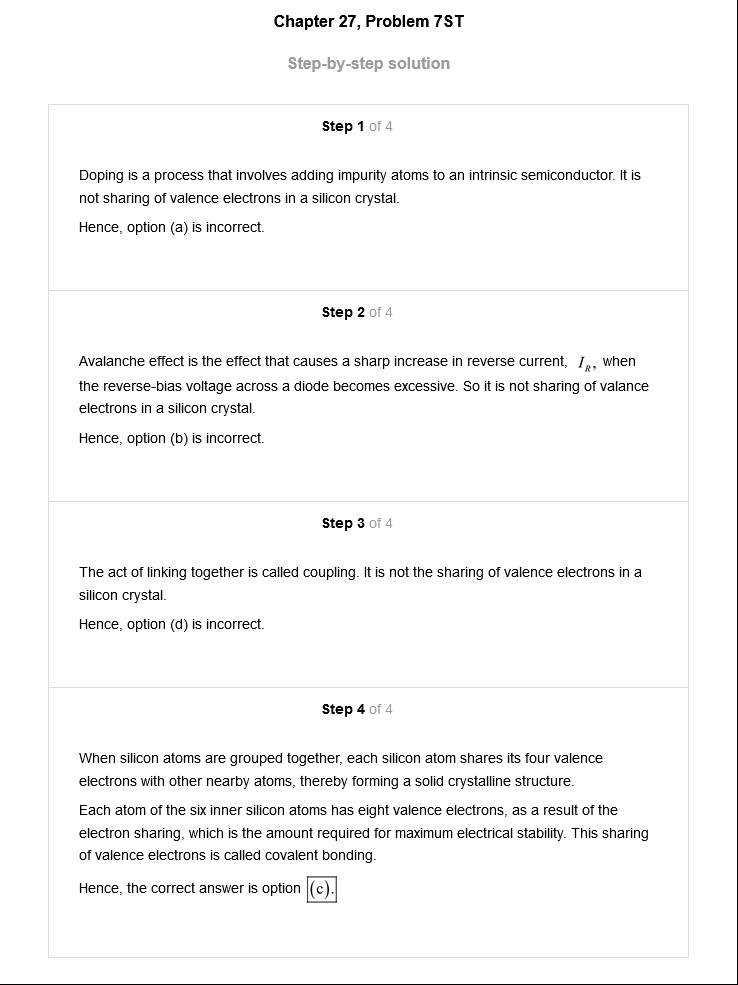 Chapter 27, Problem 7ST
Step-by-step solution
Step 1 of 4
Doping is a process that involves adding impurity atoms to an intrinsic semiconductor. It is
not sharing of valence electrons in a silicon crystal.
Hence, option (a) is incorrect.
Step 2 of 4
Avalanche effect is the effect that causes a sharp increase in reverse current, I_R, when
the reverse-bias voltage across a diode becomes excessive. So it is not sharing of valance
electrons in a silicon crystal.
Hence, option (b) is incorrect.
Step 3 of 4
The act of linking together is called coupling. It is not the sharing of valence electrons in a
silicon crystal.
Hence, option (d) is incorrect.
Step 4 of 4
When silicon atoms are grouped together, each silicon atom shares its four valence
electrons with other nearby atoms, thereby forming a solid crystalline structure.
Each atom of the six inner silicon atoms has eight valence electrons, as a result of the
electron sharing, which is the amount required for maximum electrical stability. This sharing
of valence electrons is called covalent bonding.
Hence, the correct answer is option (c).